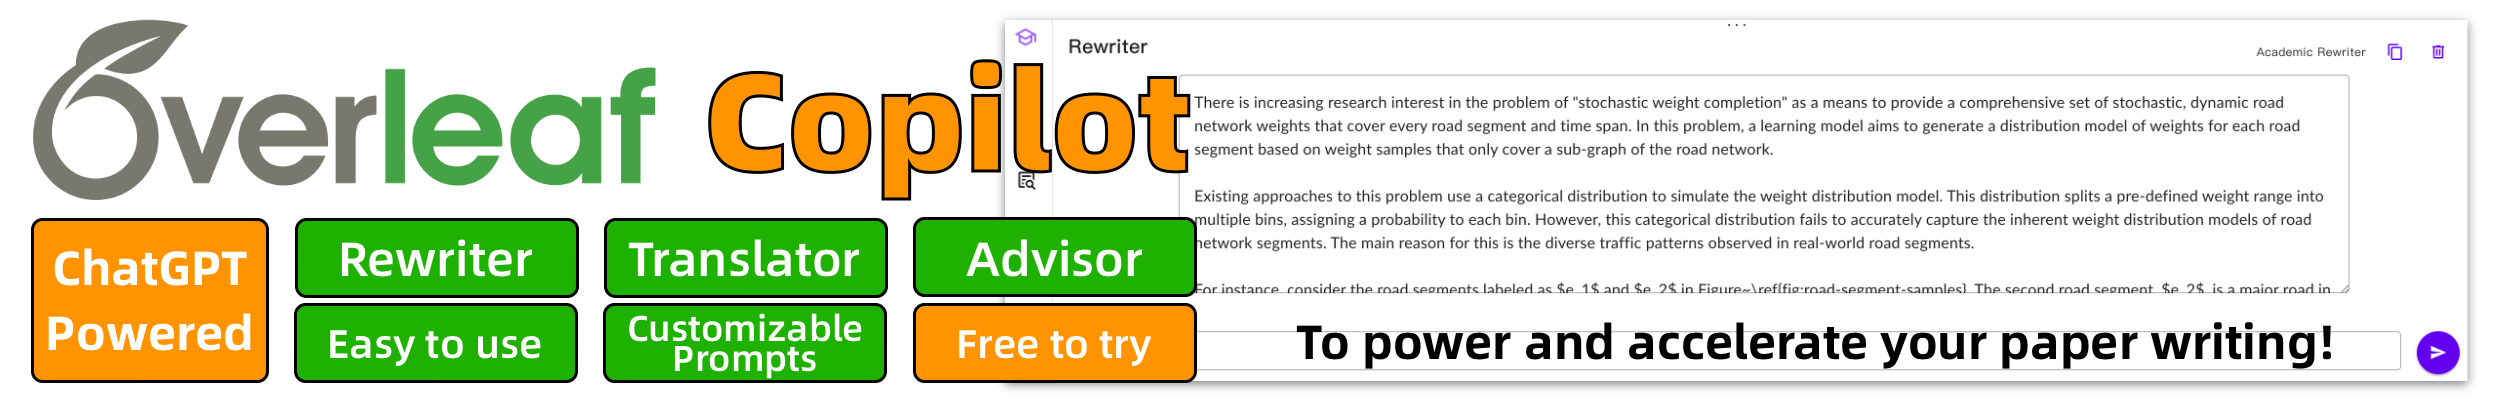 Overleaf Copilot
ChatGPT
Powered
Rewriter
Translator
Advisor
Easy to use
Customizable
Prompts
Free to try
...
Rewriter
Academic Rewriter
There is increasing research interest in the problem of "stochastic weight completion" as a means to provide a comprehensive set of stochastic, dynamic road
network weights that cover every road segment and time span. In this problem, a learning model aims to generate a distribution model of weights for each road
segment based on weight samples that only cover a sub-graph of the road network.
Existing approaches to this problem use a categorical distribution to simulate the weight distribution model. This distribution splits a pre-defined weight range into
multiple bins, assigning a probability to each bin. However, this categorical distribution fails to accurately capture the inherent weight distribution models of road
network segments. The main reason for this is the diverse traffic patterns observed in real-world road segments.
For instance, consider the road segments labeled as $e_1$ and $e_2$ in Figure~\ref{fig:road-segment-samples}. The second road segment, $e_2$, is a major road in
To power and accelerate your paper writing!